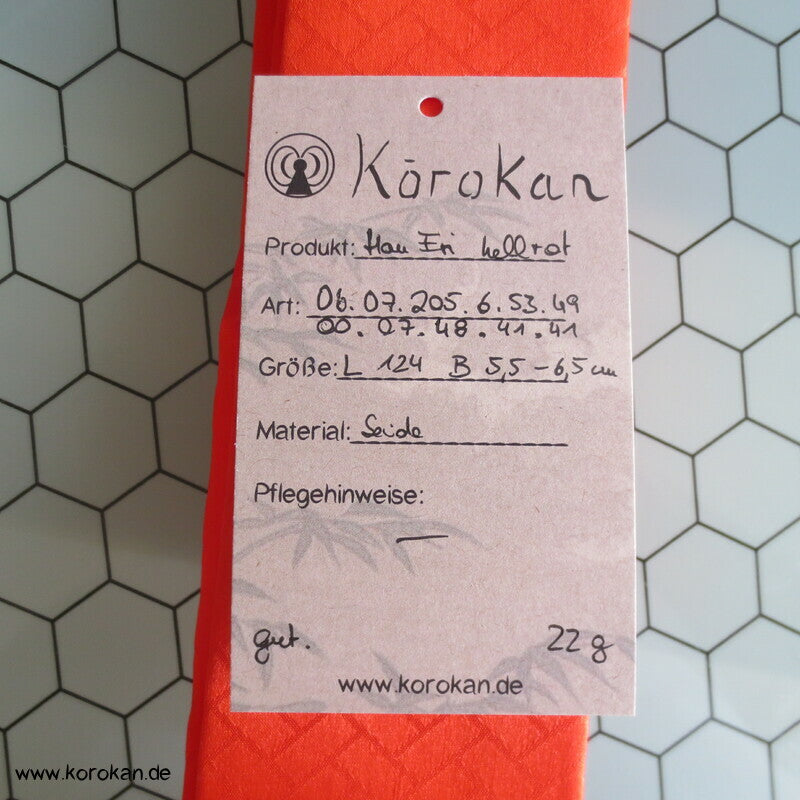 Kōrokan
Produkt: Han Eri hellrot
Art: 06.07.205.6.53.49
00.07.48.41.41
Größe: L 124 B 5,5-6,5 cm
Material: Seide
Pflegehinweise:
—
gut. 22 g
www.korokan.de
www.korokan.de